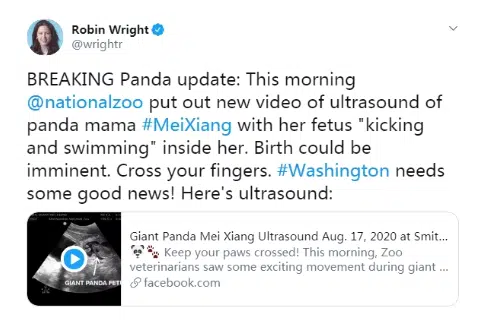 Robin Wright
@wrightr
BREAKING Panda update: This morning
@nationalzoo put out new video of ultrasound of
panda mama #MeiXiang with her fetus "kicking
and swimming" inside her. Birth could be
imminent. Cross your fingers. #Washington needs
some good news! Here's ultrasound:
Giant Panda Mei Xiang Ultrasound Aug. 17, 2020 at Smit...
🐼🐾 Keep your paws crossed! This morning, Zoo
veterinarians saw some exciting movement during giant ...
facebook.com
GIANT PANDA FETU